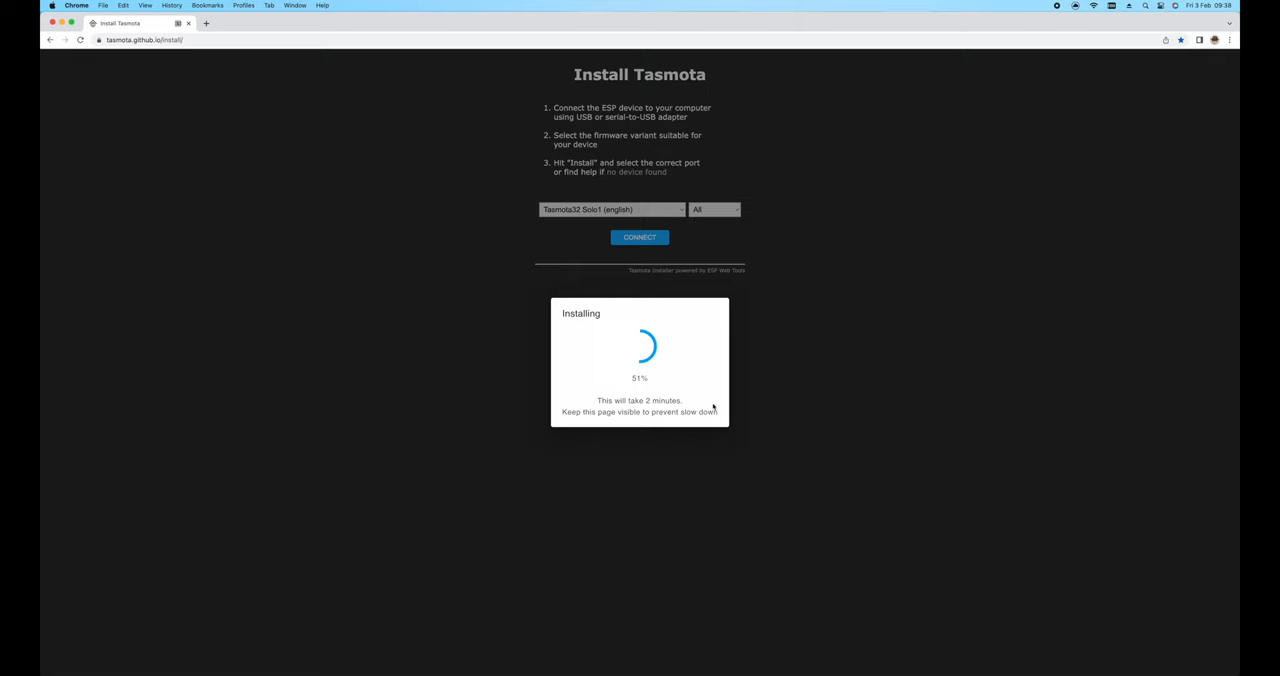 Chrome File Edit View History Bookmarks Profiles Tab Window Help Fri 3 Feb 09:38
Install Tasmota
tasmota.github.io/install/
Install Tasmota
1. Connect the ESP device to your computer
using USB or serial-to-USB adapter
2. Select the firmware variant suitable for
your device
3. Hit "Install" and select the correct port
or find help if no device found
Tasmota32 Solo1 (english) All
CONNECT
Tasmota Installer powered by ESP Web Tools
Installing
51%
This will take 2 minutes.
Keep this page visible to prevent slow down